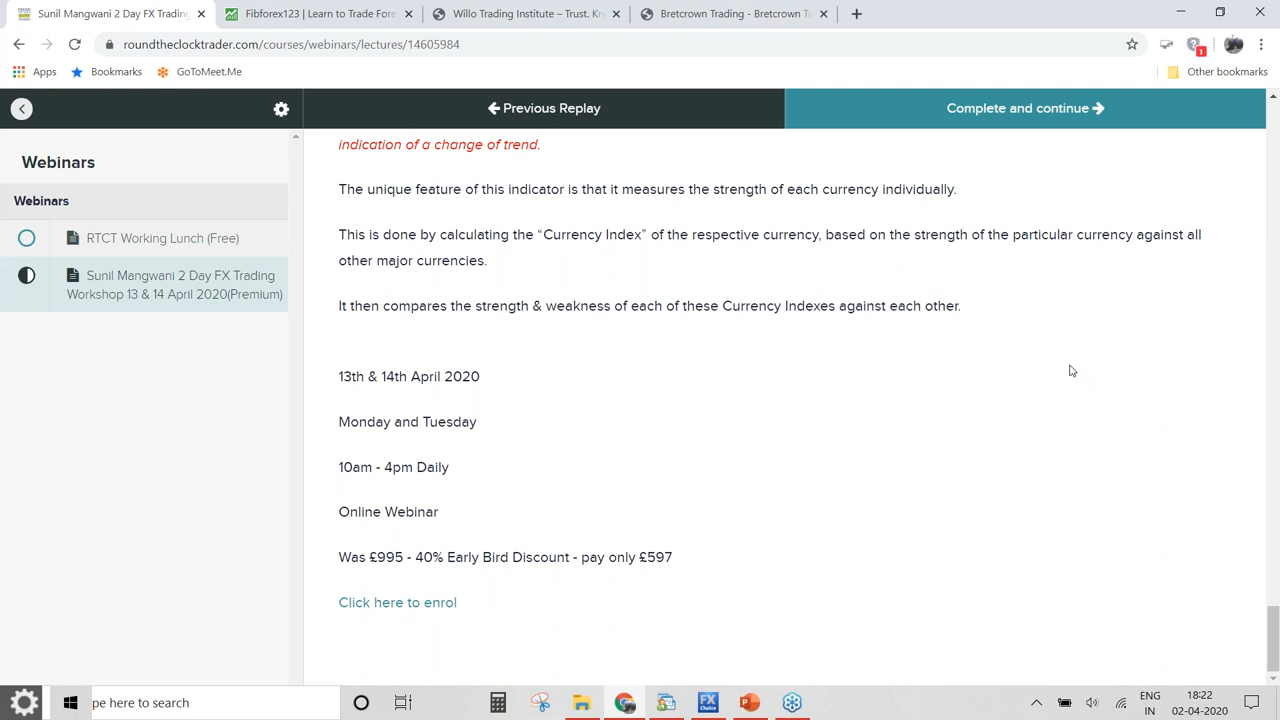 Sunil Mangwani 2 Day FX Trading
Fibforex123 | Learn to Trade Fore
Willo Trading Institute – Trust. Kr
Bretcrown Trading - Bretcrown Tr
roundtheclocktrader.com/courses/webinars/lectures/14605984
1
Apps
Bookmarks
GoToMeet.Me
Other bookmarks
Previous Replay
Complete and continue
Webinars
Webinars
RTCT Working Lunch (Free)
Sunil Mangwani 2 Day FX Trading
Workshop 13 & 14 April 2020(Premium)
indication of a change of trend.
The unique feature of this indicator is that it measures the strength of each currency individually.
This is done by calculating the “Currency Index” of the respective currency, based on the strength of the particular currency against all
other major currencies.
It then compares the strength & weakness of each of these Currency Indexes against each other.
13th & 14th April 2020
Monday and Tuesday
10am - 4pm Daily
Online Webinar
Was £995 - 40% Early Bird Discount - pay only £597
Click here to enrol
pe here to search
FX
Choice
ENG
IN
18:22
02-04-2020